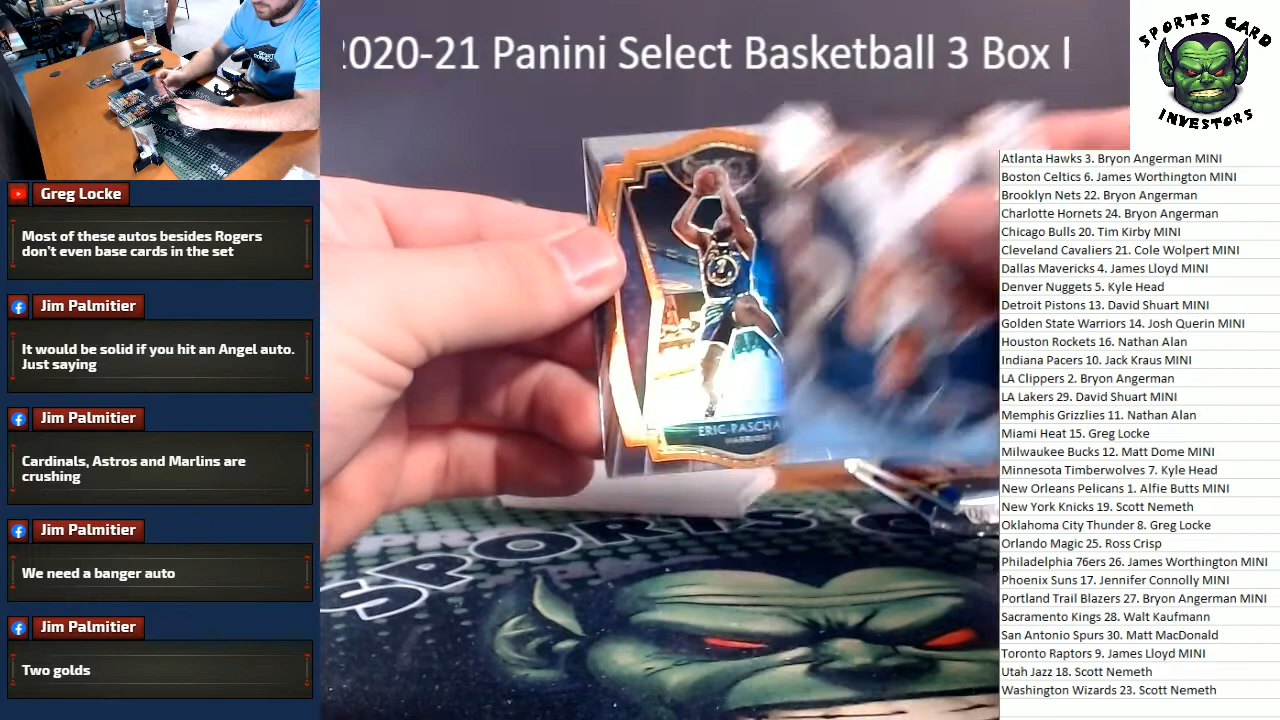 2020-21 Panini Select Basketball 3 Box
SPORTS CARD
INVESTORS
Greg Locke
Most of these autos besides Rogers
don't even base cards in the set
Jim Palmitier
It would be solid if you hit an Angel auto.
Just saying
Jim Palmitier
Cardinals, Astros and Marlins are
crushing
Jim Palmitier
We need a banger auto
Jim Palmitier
Two golds
ERIC PASCHA
WARRIORS
SPORTS C
Atlanta Hawks 3. Bryon Angerman MINI
Boston Celtics 6. James Worthington MINI
Brooklyn Nets 22. Bryon Angerman
Charlotte Hornets 24. Bryon Angerman
Chicago Bulls 20. Tim Kirby MINI
Cleveland Cavaliers 21. Cole Wolpert MINI
Dallas Mavericks 4. James Lloyd MINI
Denver Nuggets 5. Kyle Head
Detroit Pistons 13. David Shuart MINI
Golden State Warriors 14. Josh Querin MINI
Houston Rockets 16. Nathan Alan
Indiana Pacers 10. Jack Kraus MINI
LA Clippers 2. Bryon Angerman
LA Lakers 29. David Shuart MINI
Memphis Grizzlies 11. Nathan Alan
Miami Heat 15. Greg Locke
Milwaukee Bucks 12. Matt Dome MINI
Minnesota Timberwolves 7. Kyle Head
New Orleans Pelicans 1. Alfie Butts MINI
New York Knicks 19. Scott Nemeth
Oklahoma City Thunder 8. Greg Locke
Orlando Magic 25. Ross Crisp
Philadelphia 76ers 26. James Worthington MINI
Phoenix Suns 17. Jennifer Connolly MINI
Portland Trail Blazers 27. Bryon Angerman MINI
Sacramento Kings 28. Walt Kaufmann
San Antonio Spurs 30. Matt MacDonald
Toronto Raptors 9. James Lloyd MINI
Utah Jazz 18. Scott Nemeth
Washington Wizards 23. Scott Nemeth